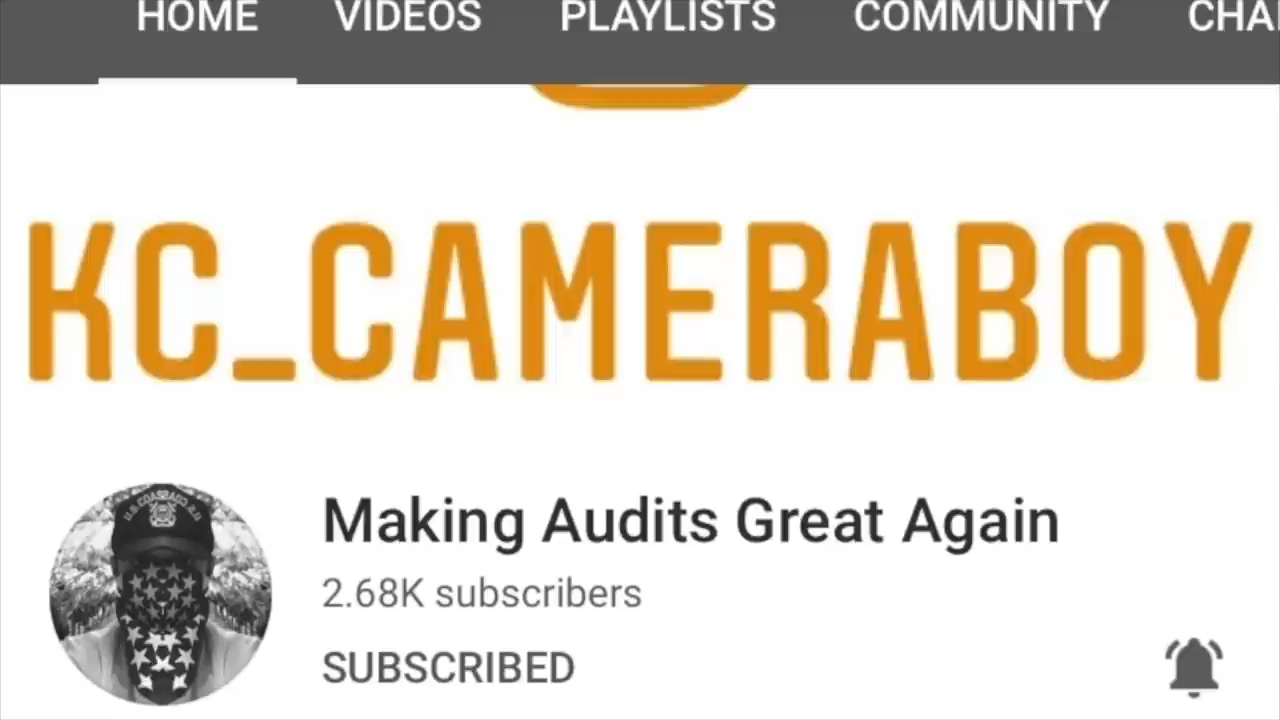 HOME VIDEOS PLAYLISTS COMMUNITY
KC_CAMERABOY
Making Audits Great Again
2.68K subscribers
SUBSCRIBED